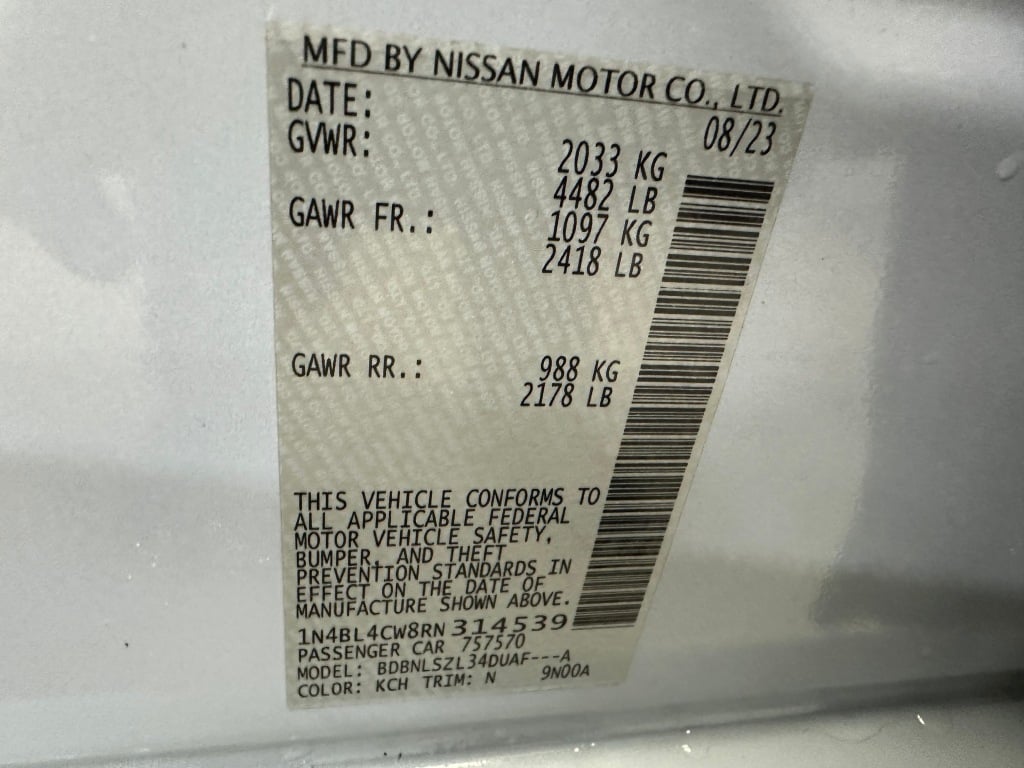 MFD BY NISSAN MOTOR CO., LTD.
DATE: 08/23
GVWR: 2033 KG
4482 LB
GAWR FR.: 1097 KG
2418 LB
GAWR RR.: 988 KG
2178 LB
THIS VEHICLE CONFORMS TO
ALL APPLICABLE FEDERAL
MOTOR VEHICLE SAFETY,
BUMPER, AND THEFT
PREVENTION STANDARDS IN
EFFECT ON THE DATE OF
MANUFACTURE SHOWN ABOVE.
1N4BL4CW8RN314539
PASSENGER CAR 757570
MODEL: BDBNLSZL34DUAF---A
COLOR: KCH TRIM: N 9N00A